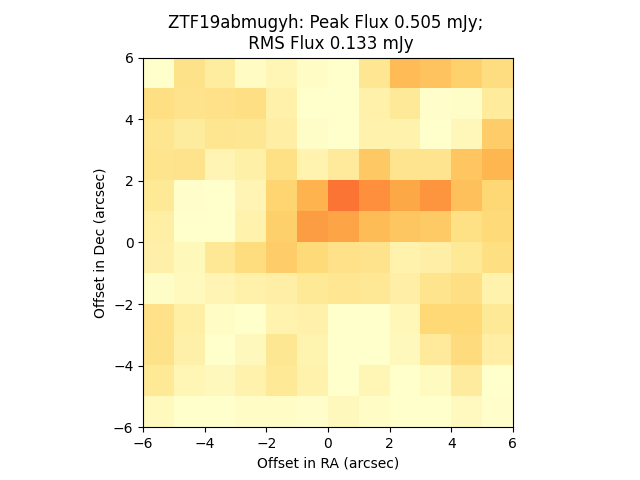 ZTF19abmugyh: Peak Flux 0.505 mJy;
RMS Flux 0.133 mJy
6
4
2
0
−2
−4
−6
Offset in Dec (arcsec)
−6 −4 −2 0 2 4 6
Offset in RA (arcsec)